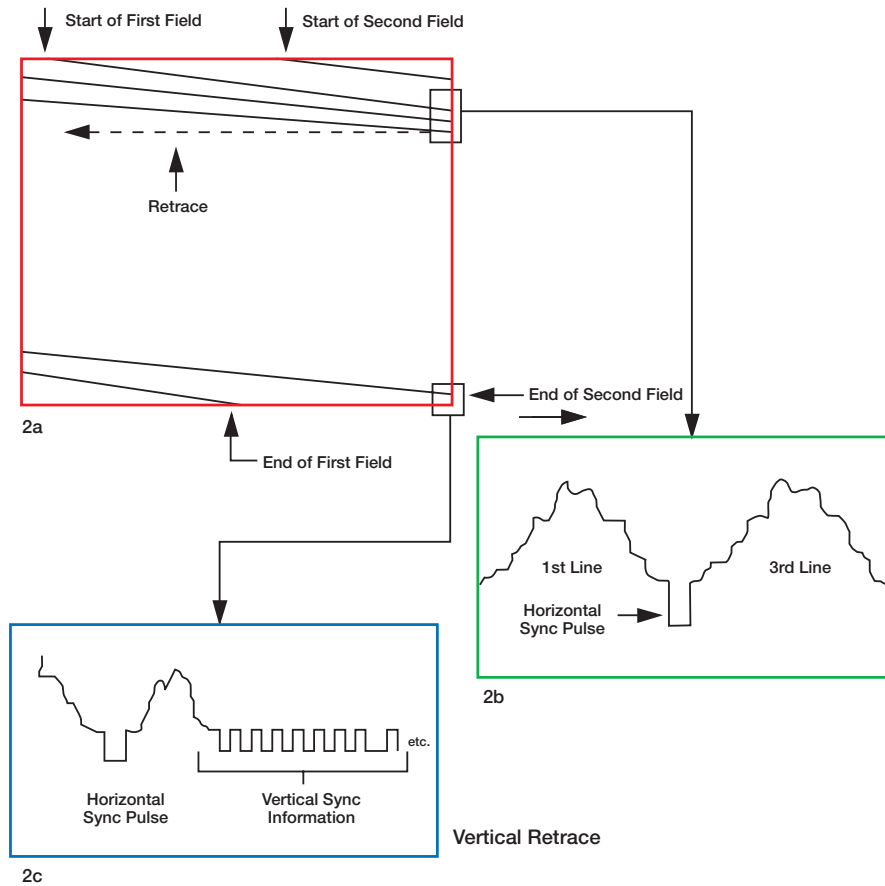 Start of First Field
Start of Second Field
Retrace
End of Second Field
2a
End of First Field
1st Line
3rd Line
Horizontal
Sync Pulse
2b
etc.
Horizontal
Sync Pulse
Vertical Sync
Information
Vertical Retrace
2c